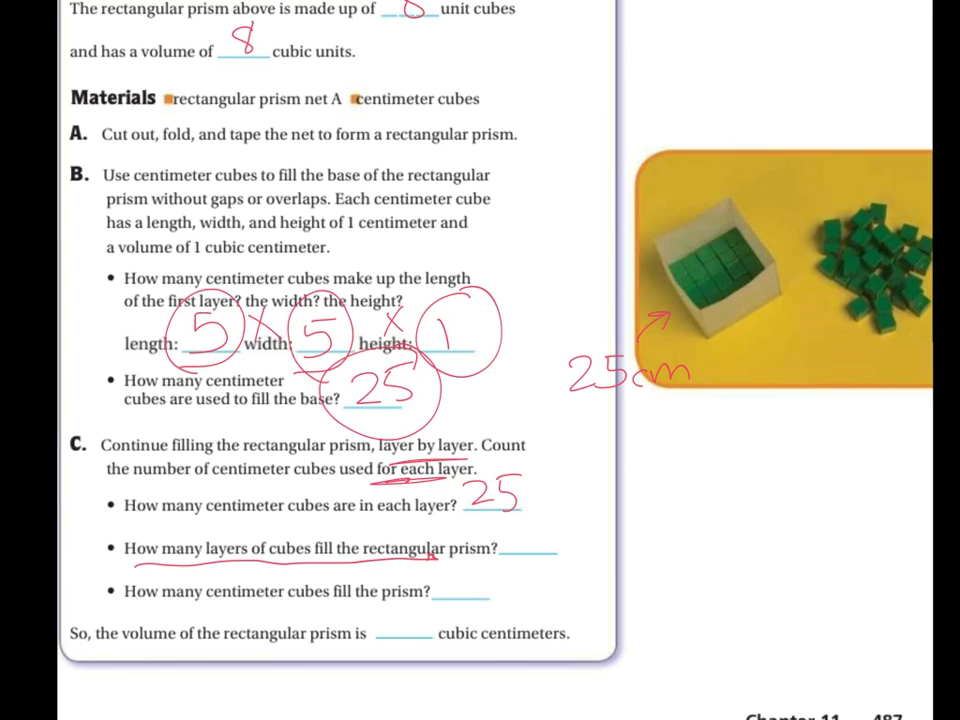 The rectangular prism above is made up of 8 unit cubes
and has a volume of 8 cubic units.
Materials rectangular prism net A centimeter cubes
A. Cut out, fold, and tape the net to form a rectangular prism.
B. Use centimeter cubes to fill the base of the rectangular
prism without gaps or overlaps. Each centimeter cube
has a length, width, and height of 1 centimeter and
a volume of 1 cubic centimeter.
• How many centimeter cubes make up the length
of the first layer? the width? the height?
length: 5 x width: 5 x height: 1
25cm
• How many centimeter
cubes are used to fill the base? 25
C. Continue filling the rectangular prism, layer by layer. Count
the number of centimeter cubes used for each layer.
• How many centimeter cubes are in each layer? 25
• How many layers of cubes fill the rectangular prism?
• How many centimeter cubes fill the prism?
So, the volume of the rectangular prism is cubic centimeters.